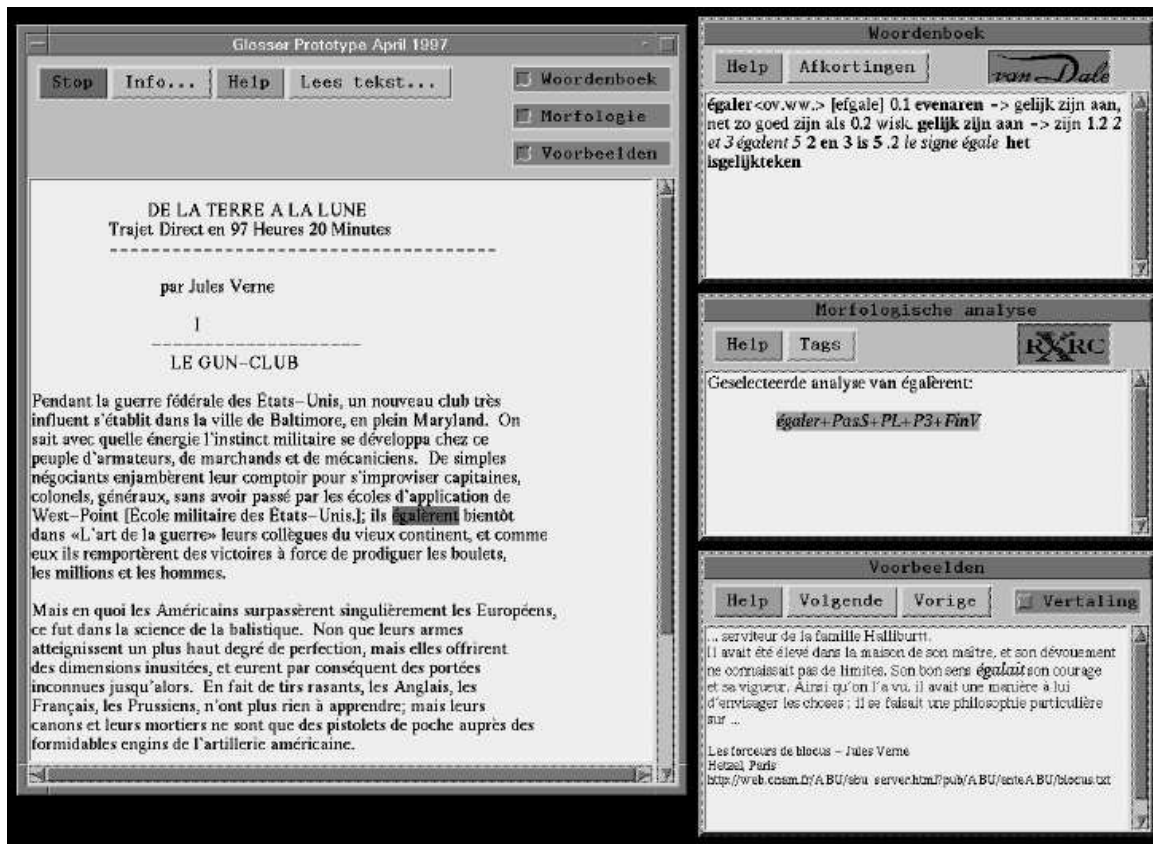 Glosser Prototype April 1997
Stop Info... Help Lees tekst...
Woordenboek
Morfologie
Voorbeelden
DE LA TERRE A LA LUNE
Trajet Direct en 97 Heures 20 Minutes
----------------------------------------
par Jules Verne
I
____________________
LE GUN-CLUB
Pendant la guerre fédérale des États-Unis, un nouveau club très
influent s'établit dans la ville de Baltimore, en plein Maryland. On
sait avec quelle énergie l'instinct militaire se développa chez ce
peuple d'armateurs, de marchands et de mécaniciens. De simples
négociants enjambèrent leur comptoir pour s'improviser capitaines,
colonels, généraux, sans avoir passé par les écoles d'application de
West-Point [École militaire des États-Unis.]; ils égalèrent bientôt
dans «L'art de la guerre» leurs collègues du vieux continent, et comme
eux ils remportèrent des victoires à force de prodiguer les boulets,
les millions et les hommes.
Mais en quoi les Américains surpassèrent singulièrement les Européens,
ce fut dans la science de la balistique. Non que leurs armes
atteignissent un plus haut degré de perfection, mais elles offrirent
des dimensions inusitées, et eurent par conséquent des portées
inconnues jusqu'alors. En fait de tirs rasants, les Anglais, les
Français, les Prussiens, n'ont plus rien à apprendre; mais leurs
canons et leurs mortiers ne sont que des pistolets de poche auprès des
formidables engins de l'artillerie américaine.
Woordenboek
Help Afkortingen van Dale
égaler<ov.ww.> [efgale] 0.1 evenaren -> gelijk zijn aan,
net zo goed zijn als 0.2 wisk. gelijk zijn aan -> zijn 1.2 2
et 3 égalent 5 2 en 3 is 5 .2 le signe égale het
isgelijkteken
Morfologische analyse
Help Tags RXRC
Geselecteerde analyse van égalèrent:
égaler+PasS+PL+P3+FinV
Voorbeelden
Help Volgende Vorige Vertaling
... serviteur de la famille Halliburtt.
Il avait été élevé dans la maison de son maître, et son dévouement
ne connaissait pas de limites. Son bon sens égalait son courage
et sa vigueur. Ainsi qu'on l'a vu, il avait une manière à lui
d'envisager les choses ; il se faisait une philosophie particulière
sur ...
Les forceurs de blocus - Jules Verne
Hetzel, Paris
http://web.cnam.fr/ABU/abu_server.html?pub/ABU/enteABU/blocus.txt